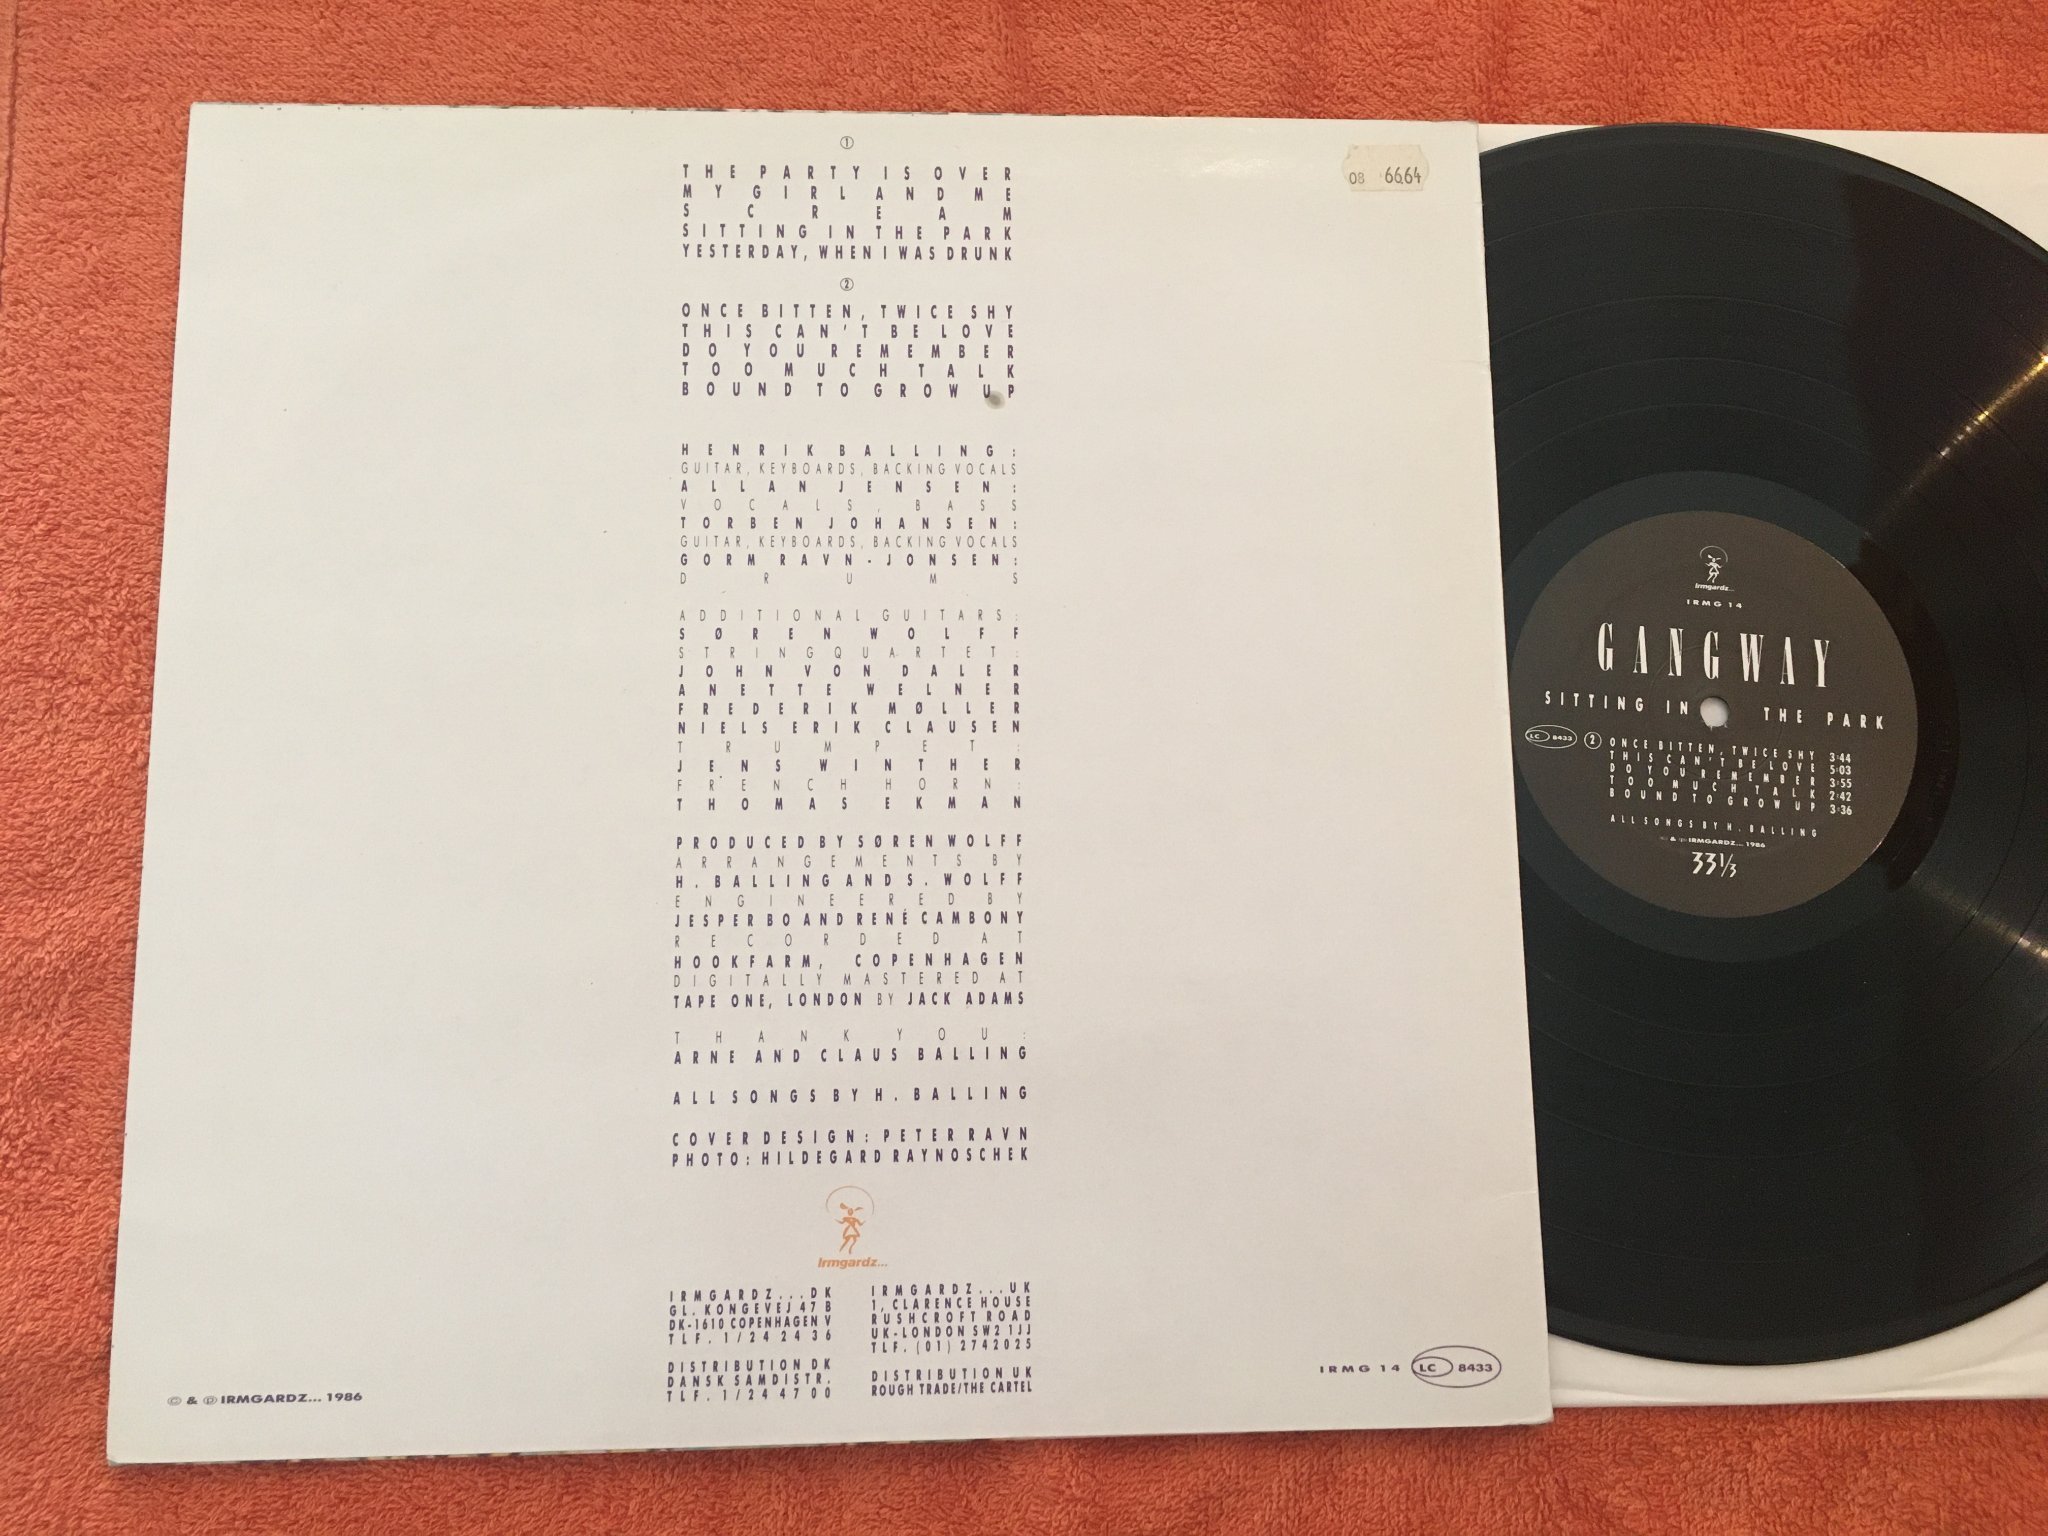 ①
THE PARTY IS OVER
MY GIRL AND ME
SCREAM
SITTING IN THE PARK
YESTERDAY, WHEN I WAS DRUNK
②
ONCE BITTEN, TWICE SHY
THIS CAN'T BE LOVE
DO YOU REMEMBER
TOO MUCH TALK
BOUND TO GROW UP
HENRIK BALLING:
GUITAR, KEYBOARDS, BACKING VOCALS
ALLAN JENSEN:
VOCALS, BASS
TORBEN JOHANSEN:
GUITAR, KEYBOARDS, BACKING VOCALS
GORM RAVN-JONSEN:
DRUMS
ADDITIONAL GUITARS:
SØREN WOLFF
STRINGQUARTET:
JOHN VON DALER
ANETTE WELNER
FREDERIK MØLLER
NIELS ERIK CLAUSEN
TRUMPET:
JENS WINTHER
FRENCH HORN:
THOMAS EKMAN
PRODUCED BY SØREN WOLFF
ARRANGEMENTS BY
H. BALLING AND S. WOLFF
ENGINEERED BY
JESPER BO AND RENÉ CAMBONY
RECORDED AT
HOOKFARM, COPENHAGEN
DIGITALLY MASTERED AT
TAPE ONE, LONDON BY JACK ADAMS
THANK YOU:
ARNE AND CLAUS BALLING
ALL SONGS BY H. BALLING
COVER DESIGN: PETER RAVN
PHOTO: HILDEGARD RAYNOSCHEK
Irmgardz...
IRMGARDZ...DK
GL. KONGEVEJ 47 B
DK-1610 COPENHAGEN V
TLF. 1/24 24 36
DISTRIBUTION DK
DANSK SAMDISTR.
TLF. 1/24 47 00
IRMGARDZ...UK
1, CLARENCE HOUSE
RUSHCROFT ROAD
UK-LONDON SW2 1JJ
TLF. (01) 2742025
DISTRIBUTION UK
ROUGH TRADE/THE CARTEL
© & ℗ IRMGARDZ... 1986
IRMG 14 LC 8433
08 6664
Irmgardz...
IRMG 14
GANGWAY
SITTING IN THE PARK
LC 8433
②
ONCE BITTEN, TWICE SHY 3:44
THIS CAN'T BE LOVE 5:03
DO YOU REMEMBER 3:55
TOO MUCH TALK 2:42
BOUND TO GROW UP 3:36
ALL SONGS BY H. BALLING
© & ℗ IRMGARDZ... 1986
33 1/3